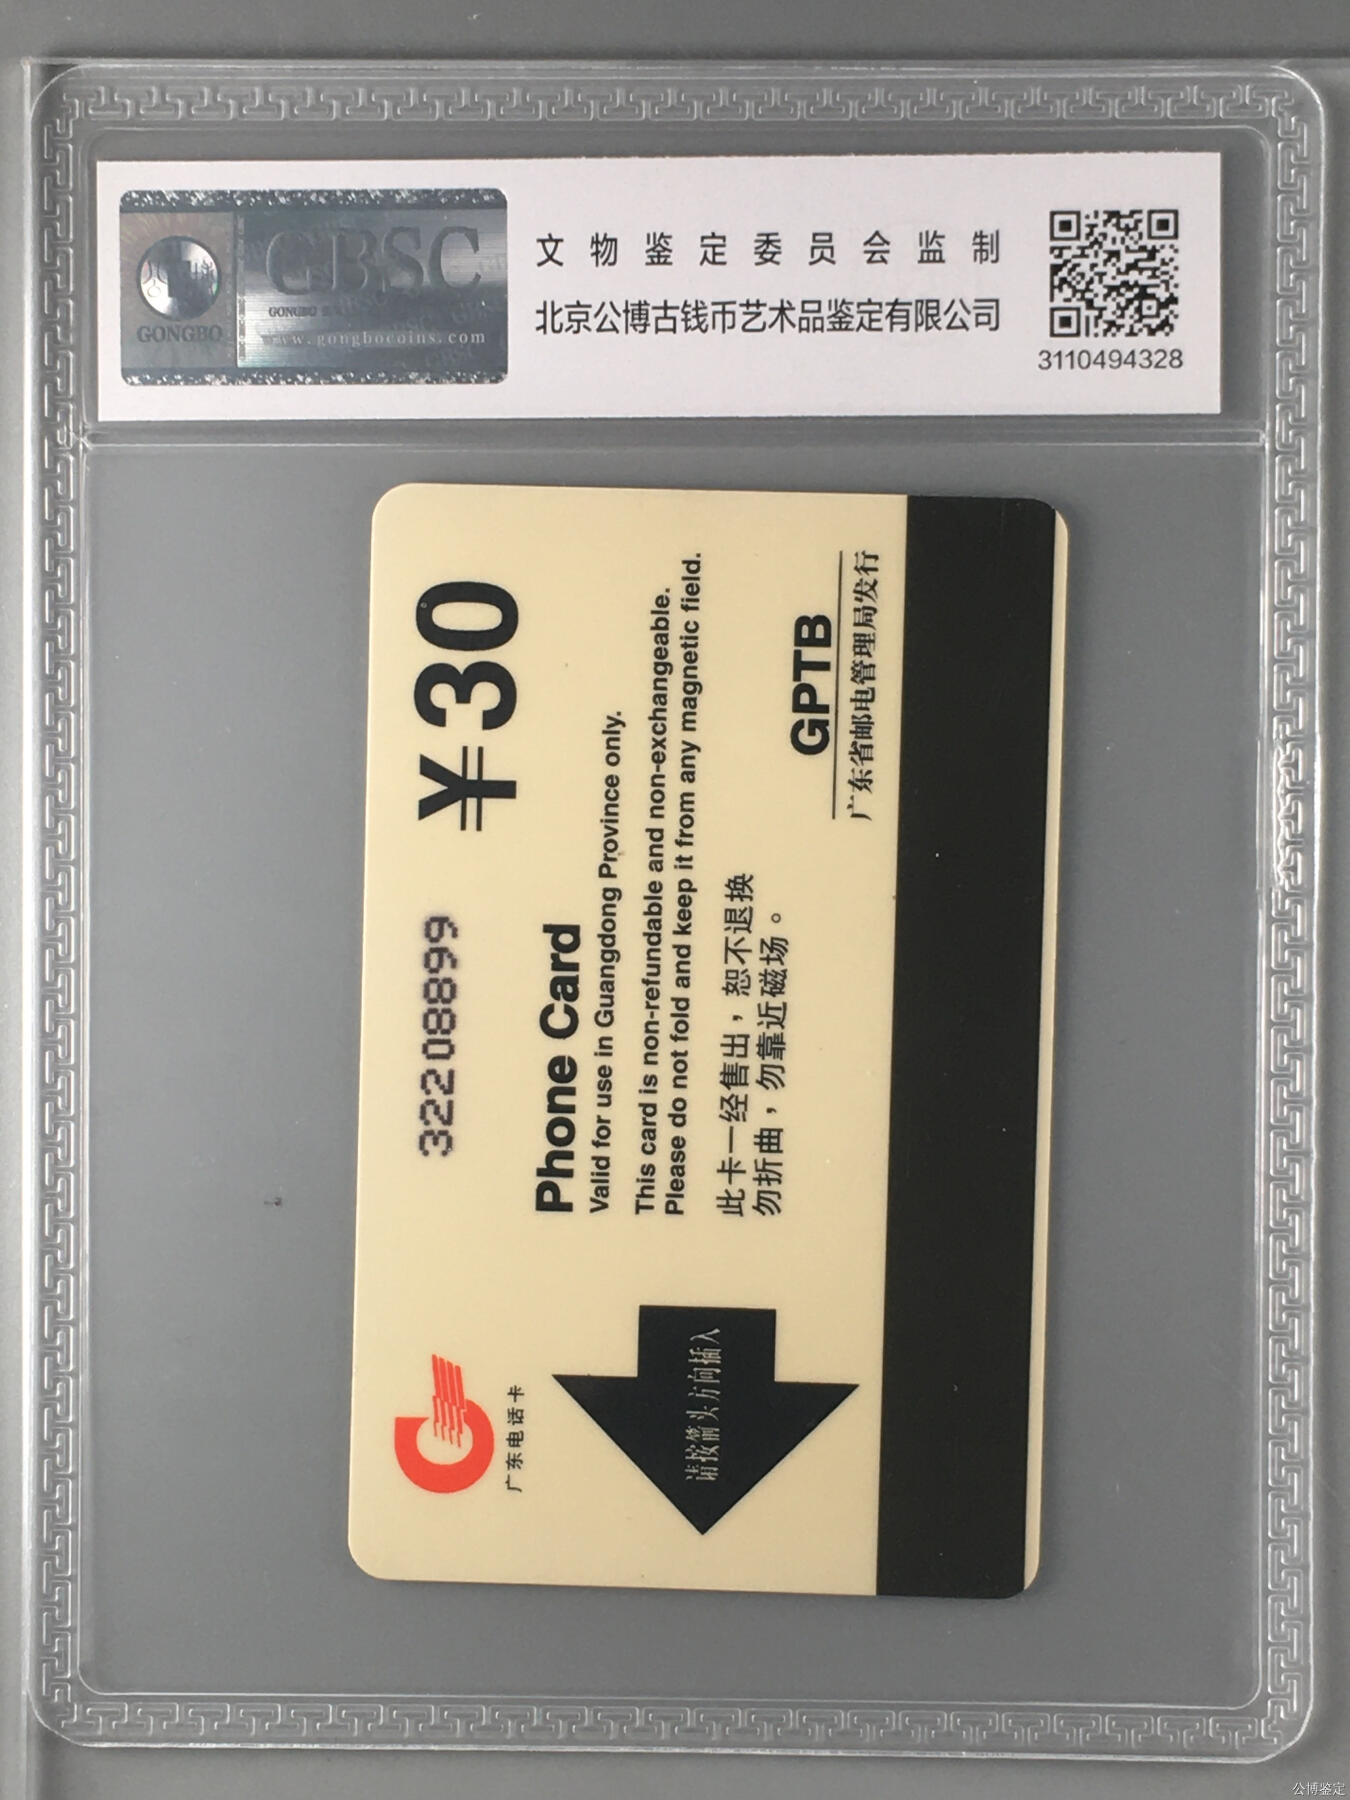 GBSC
GONGBO
www.gongbocoins.com
文物鉴定委员会监制
北京公博古钱币艺术品鉴定有限公司
3110494328
广东电话卡
32208899
¥30
Phone Card
Valid for use in Guangdong Province only.
This card is non-refundable and non-exchangeable.
Please do not fold and keep it from any magnetic field.
此卡一经售出，恕不退换
勿折曲，勿靠近磁场。
请按箭头方向插入
GPTB
广东省邮电管理局发行
公博鉴定